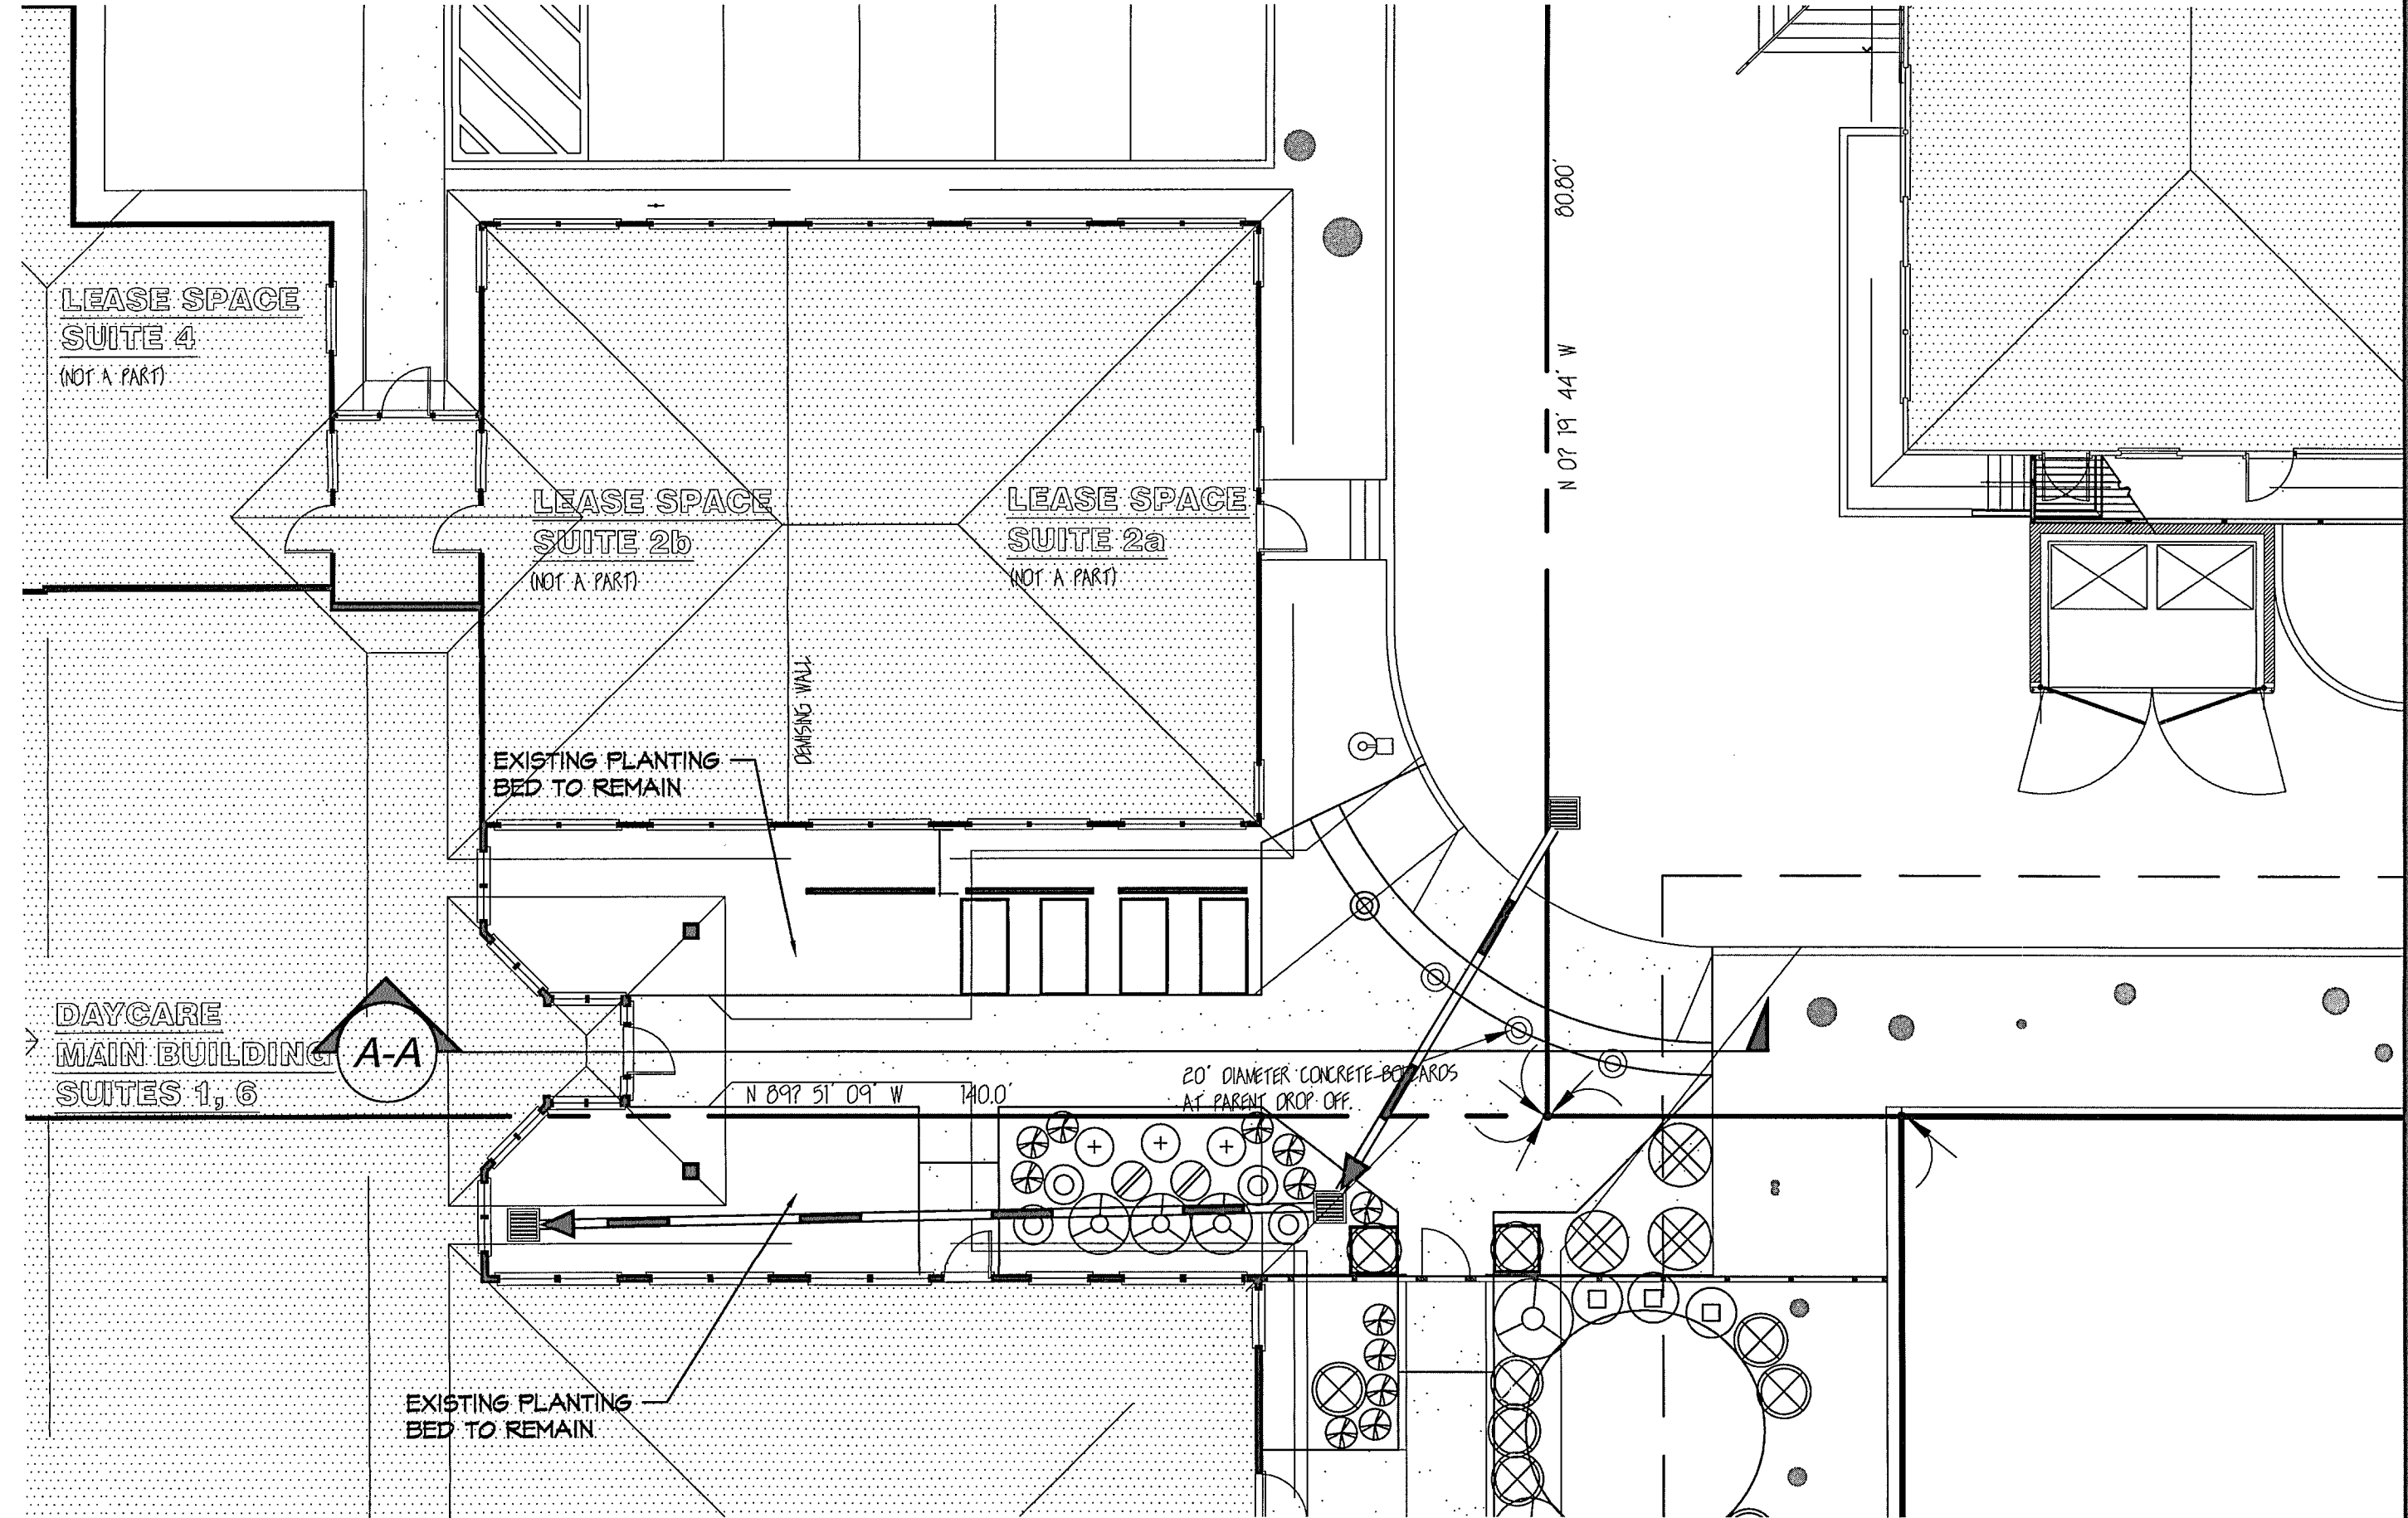 80.80'
N 0? 19' 44" W
LEASE SPACE
SUITE 4
(NOT A PART)
LEASE SPACE
SUITE 2b
(NOT A PART)
LEASE SPACE
SUITE 2a
(NOT A PART)
DEMISING WALL
EXISTING PLANTING
BED TO REMAIN
DAYCARE
MAIN BUILDING
SUITES 1, 6
A-A
N 89? 51' 09" W 140.0'
20" DIAMETER CONCRETE BOLLARDS
AT PARENT DROP OFF.
EXISTING PLANTING
BED TO REMAIN